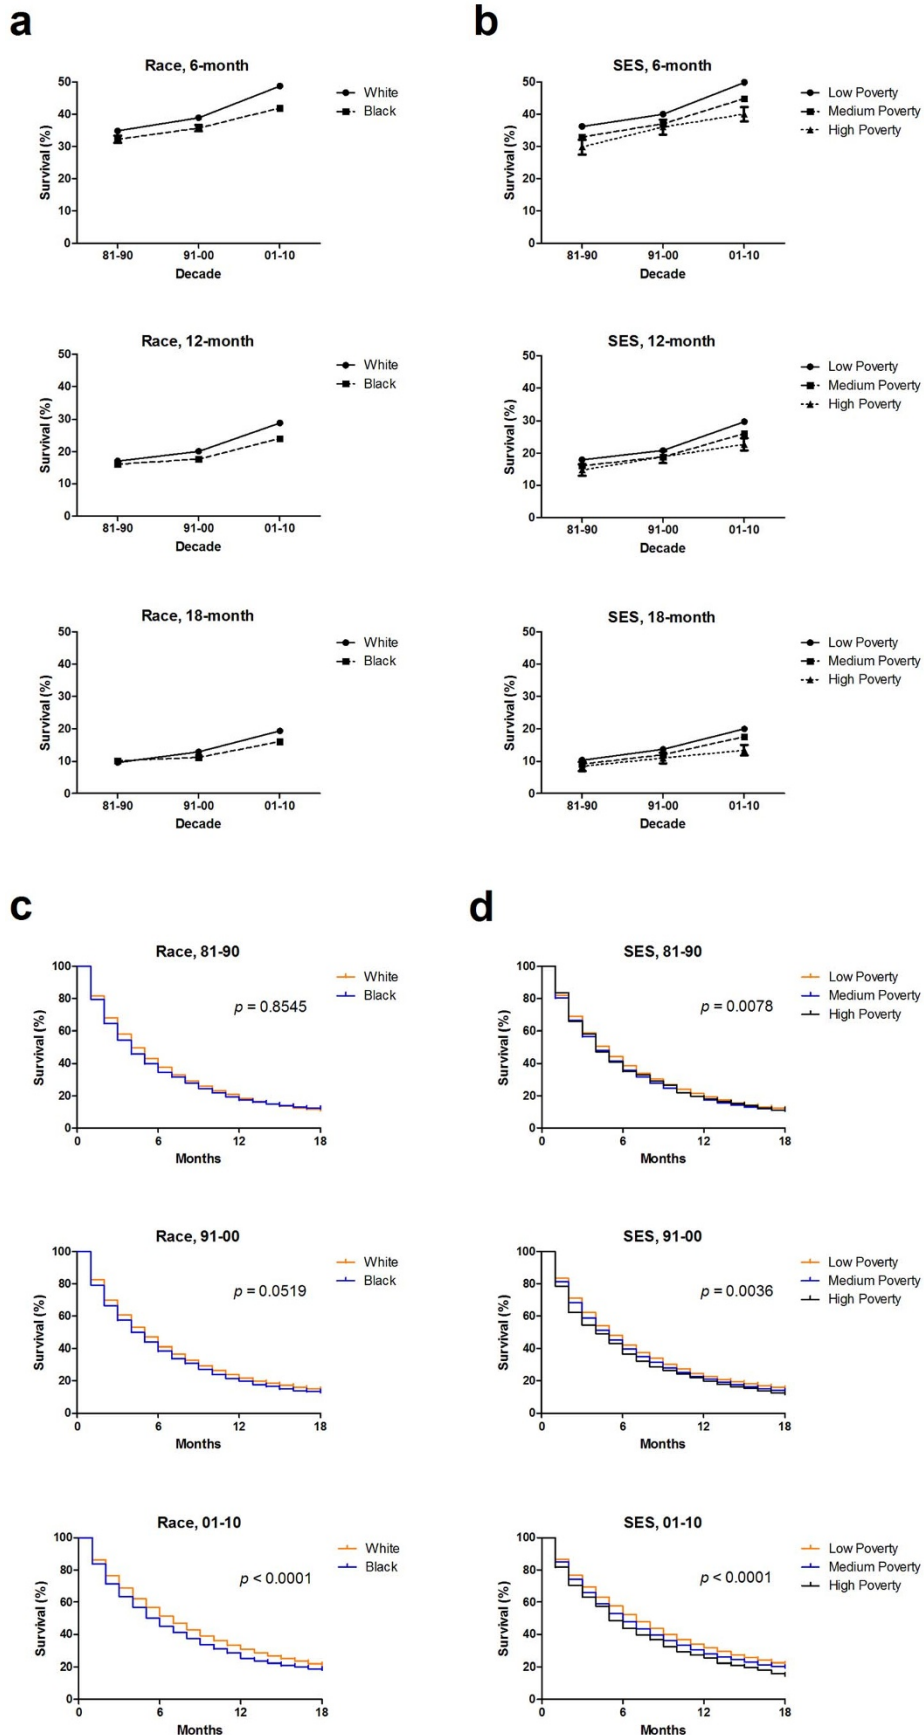 a
Race, 6-month
50
40
30
20
10
0
Survival (%)
81-90
91-00
01-10
Decade
White
Black
Race, 12-month
50
40
30
20
10
0
Survival (%)
81-90
91-00
01-10
Decade
White
Black
Race, 18-month
50
40
30
20
10
0
Survival (%)
81-90
91-00
01-10
Decade
White
Black
b
SES, 6-month
50
40
30
20
10
0
Survival (%)
81-90
91-00
01-10
Decade
Low Poverty
Medium Poverty
High Poverty
SES, 12-month
50
40
30
20
10
0
Survival (%)
81-90
91-00
01-10
Decade
Low Poverty
Medium Poverty
High Poverty
SES, 18-month
50
40
30
20
10
0
Survival (%)
81-90
91-00
01-10
Decade
Low Poverty
Medium Poverty
High Poverty
c
Race, 81-90
100
80
60
40
20
0
Survival (%)
0
6
12
18
Months
p = 0.8545
White
Black
Race, 91-00
100
80
60
40
20
0
Survival (%)
0
6
12
18
Months
p = 0.0519
White
Black
Race, 01-10
100
80
60
40
20
0
Survival (%)
0
6
12
18
Months
p < 0.0001
White
Black
d
SES, 81-90
100
80
60
40
20
0
Survival (%)
0
6
12
18
Months
p = 0.0078
Low Poverty
Medium Poverty
High Poverty
SES, 91-00
100
80
60
40
20
0
Survival (%)
0
6
12
18
Months
p = 0.0036
Low Poverty
Medium Poverty
High Poverty
SES, 01-10
100
80
60
40
20
0
Survival (%)
0
6
12
18
Months
p < 0.0001
Low Poverty
Medium Poverty
High Poverty